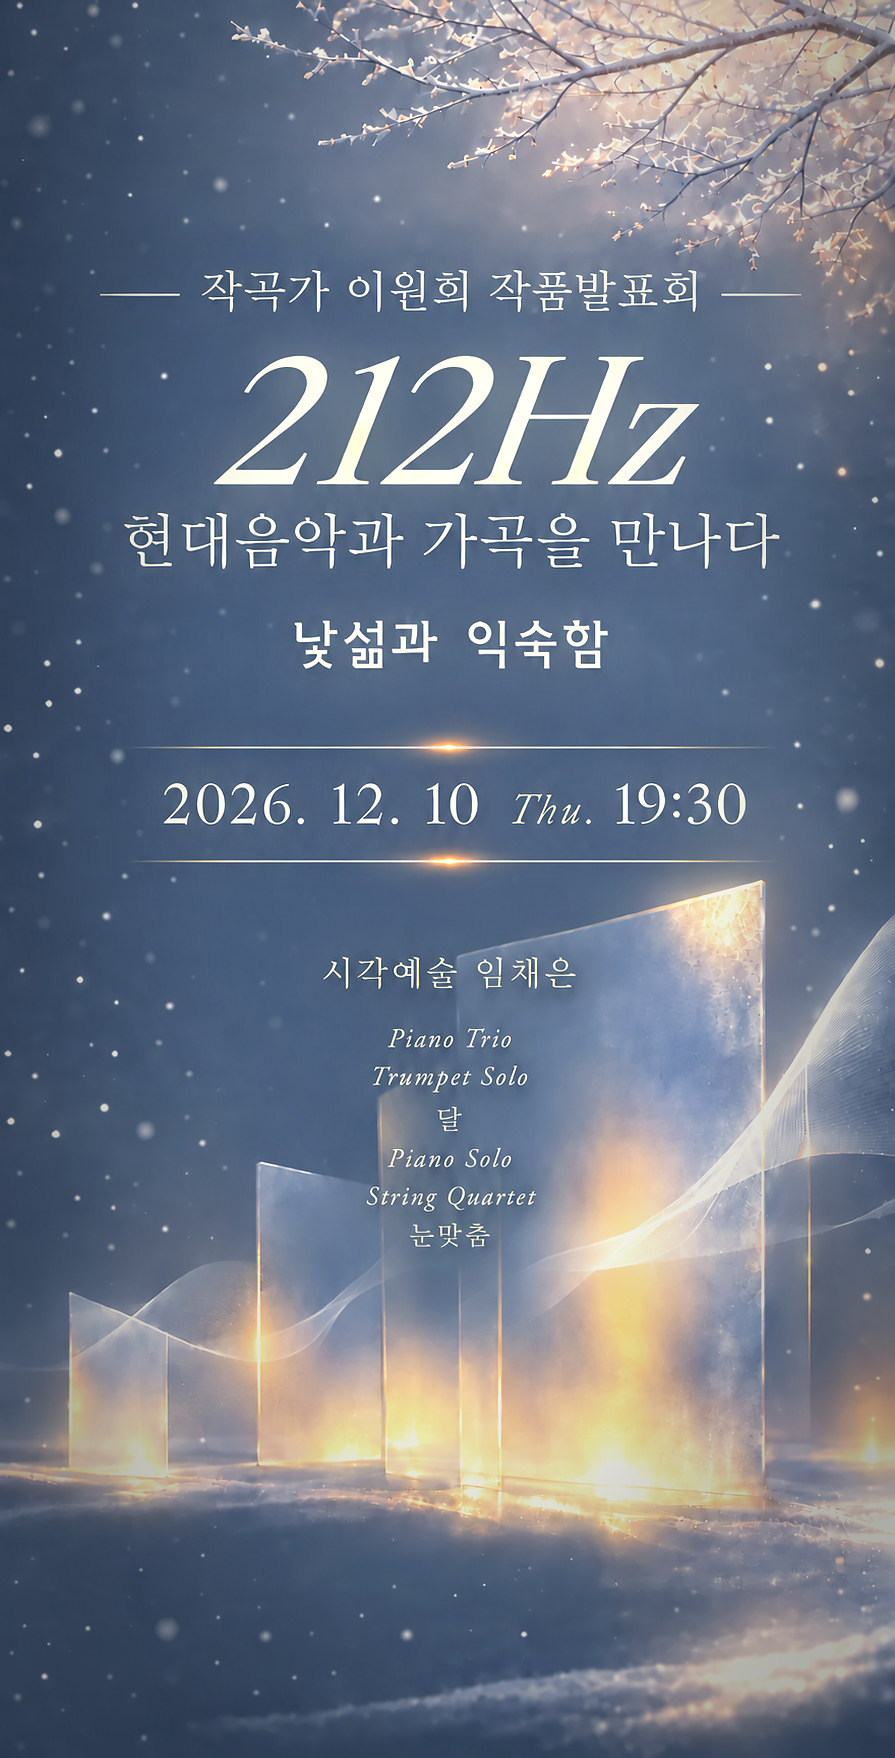 작곡가 이원희 작품발표회
212Hz
현대음악과 가곡을 만나다
낯섦과 익숙함
2026. 12. 10 Thu. 19:30
시각예술 임채은
Piano Trio
Trumpet Solo
달
Piano Solo
String Quartet
눈맞춤